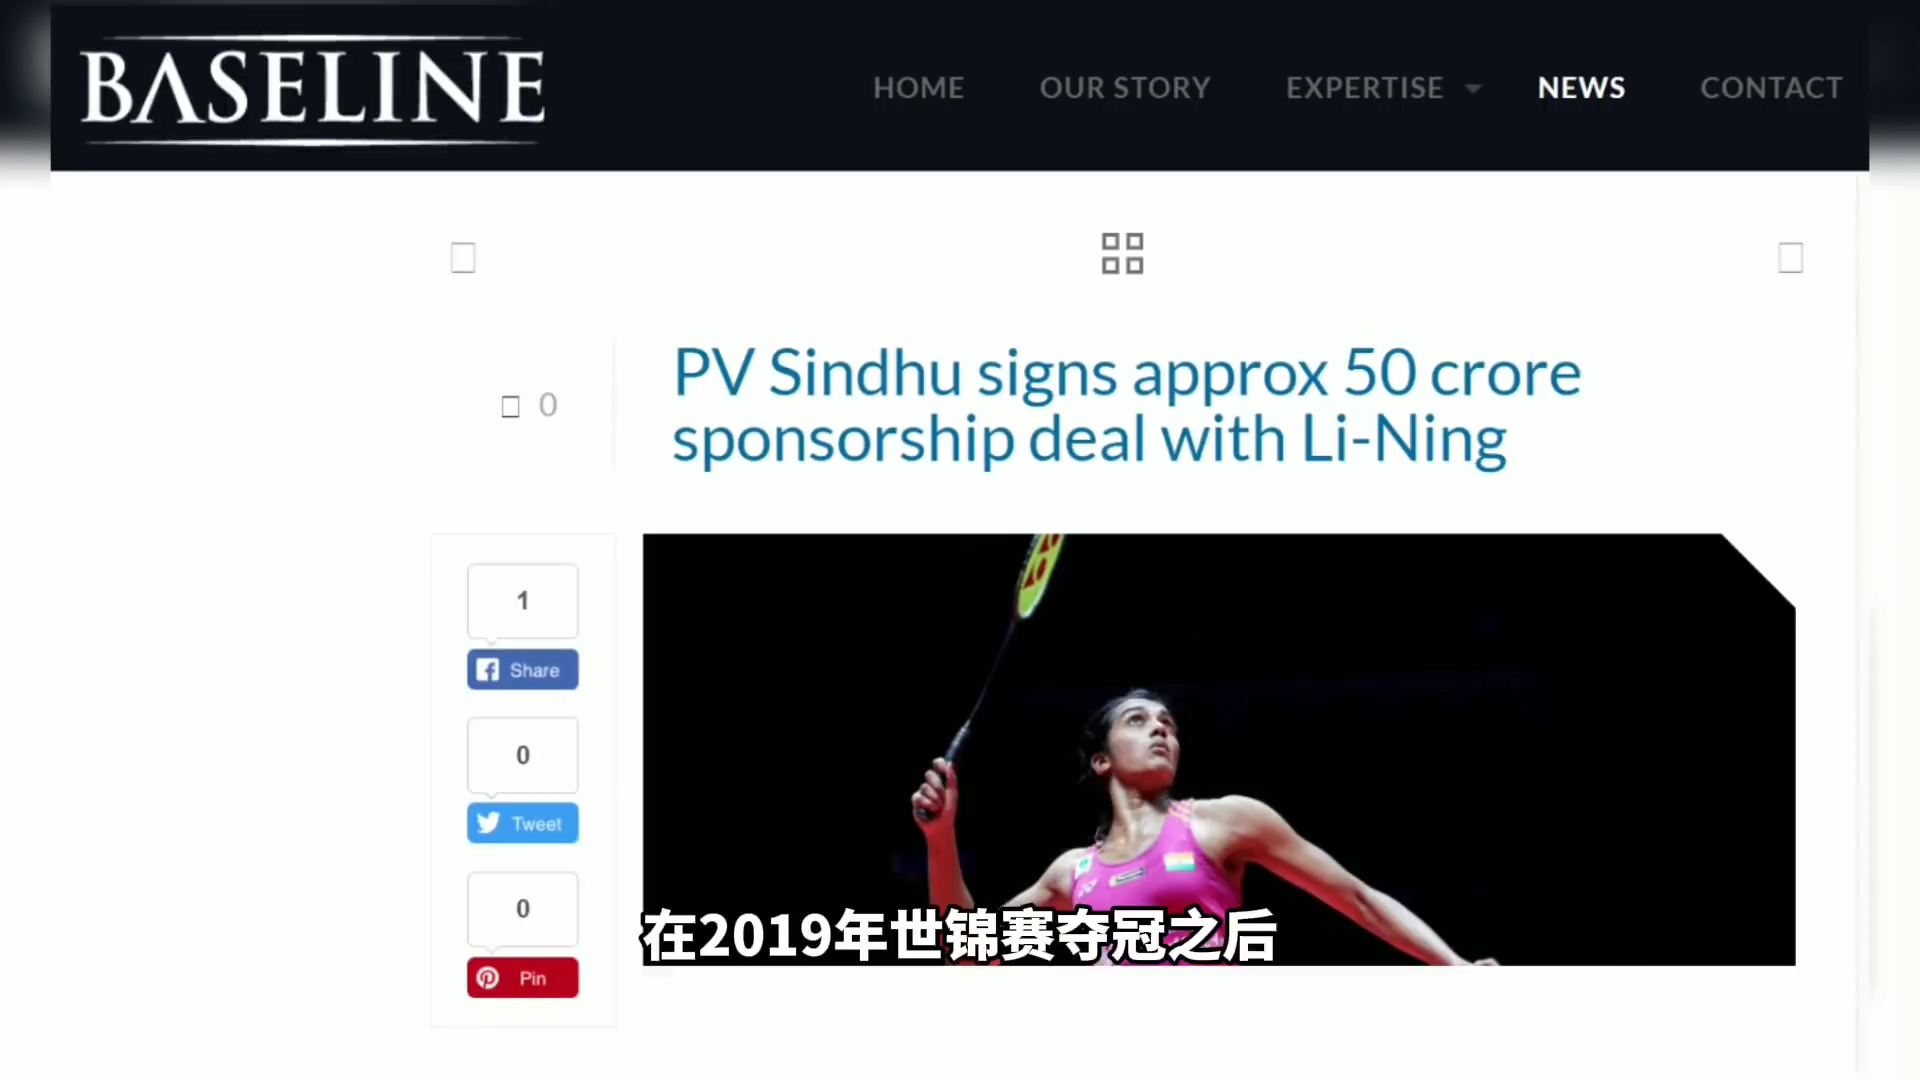 BASELINE
HOME
OUR STORY
EXPERTISE
NEWS
CONTACT
PV Sindhu signs approx 50 crore
sponsorship deal with Li-Ning
0
1
Share
0
Tweet
0
Pin
在2019年世锦赛夺冠之后